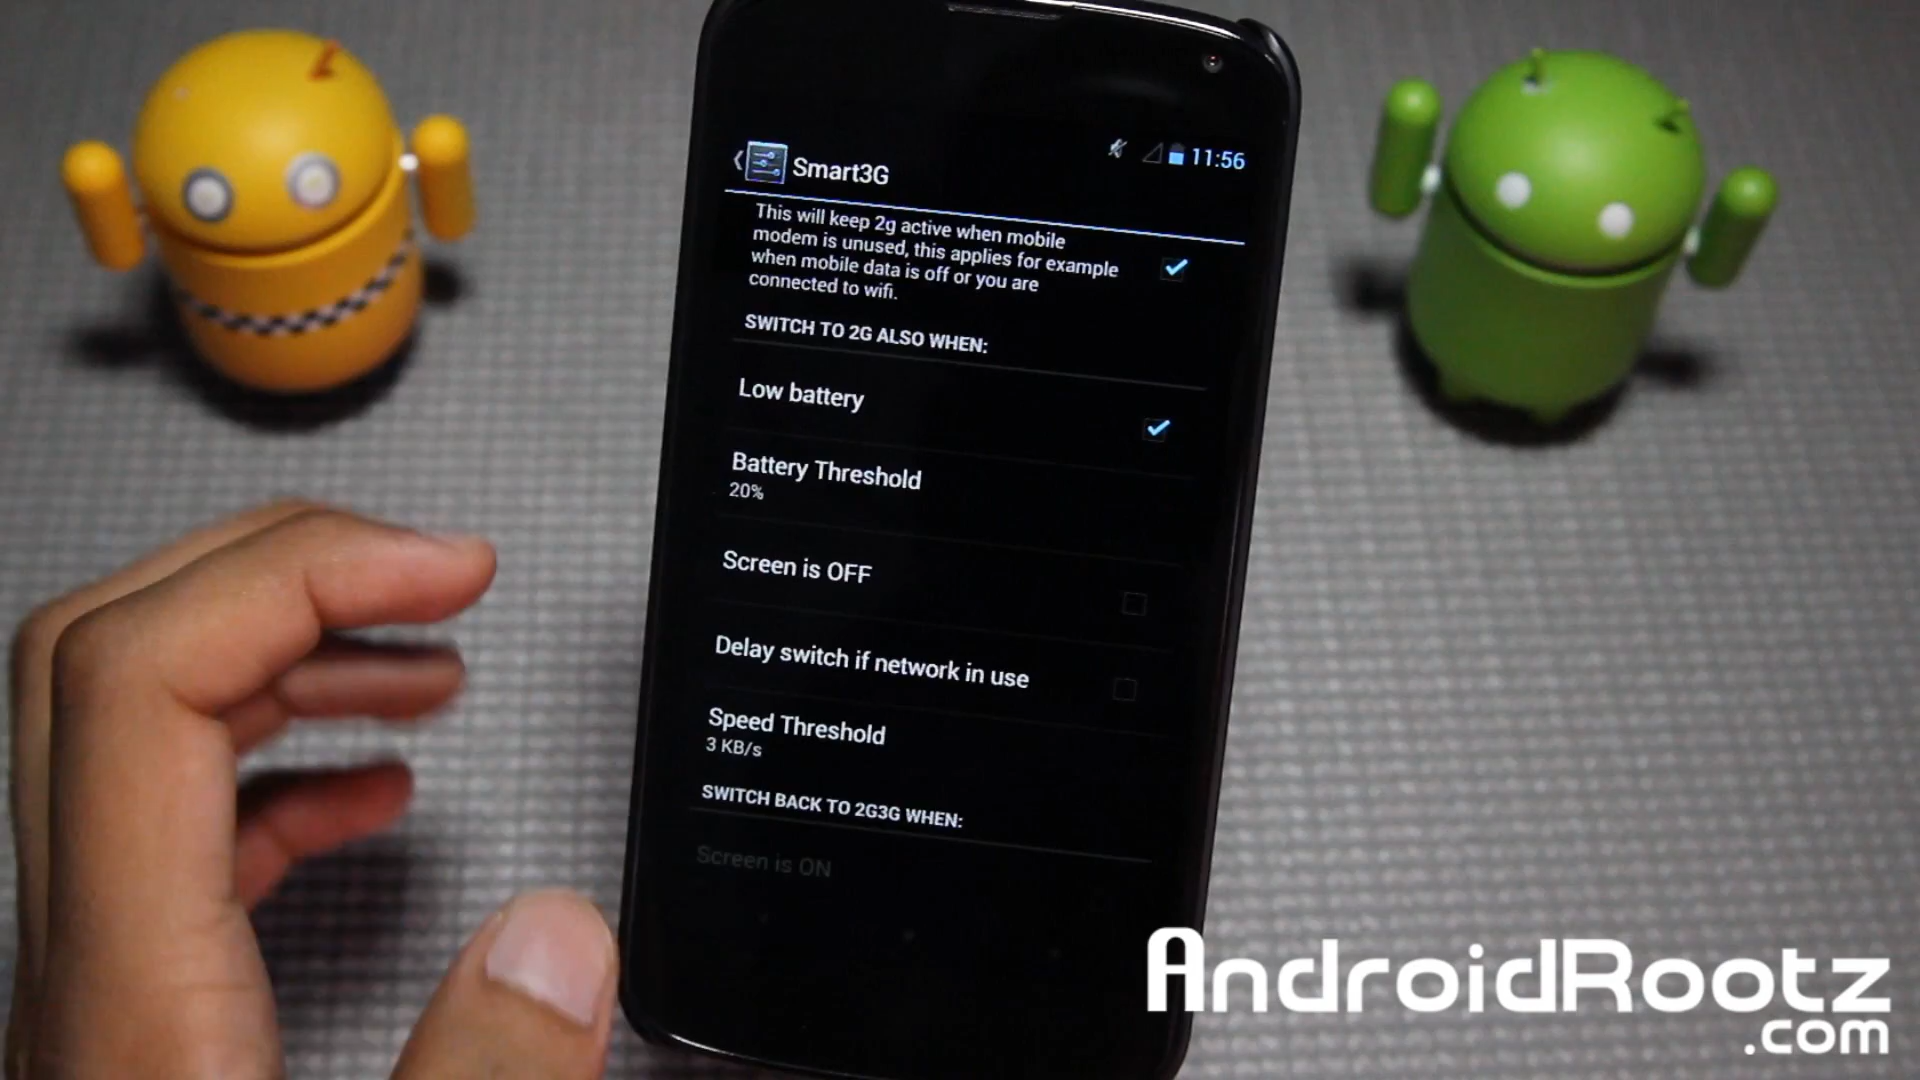 Smart3G
11:56
This will keep 2g active when mobile
modem is unused, this applies for example
when mobile data is off or you are
connected to wifi.
SWITCH TO 2G ALSO WHEN:
Low battery
Battery Threshold
20%
Screen is OFF
Delay switch if network in use
Speed Threshold
3 KB/s
SWITCH BACK TO 2G3G WHEN:
Screen is ON
AndroidRootz
.com